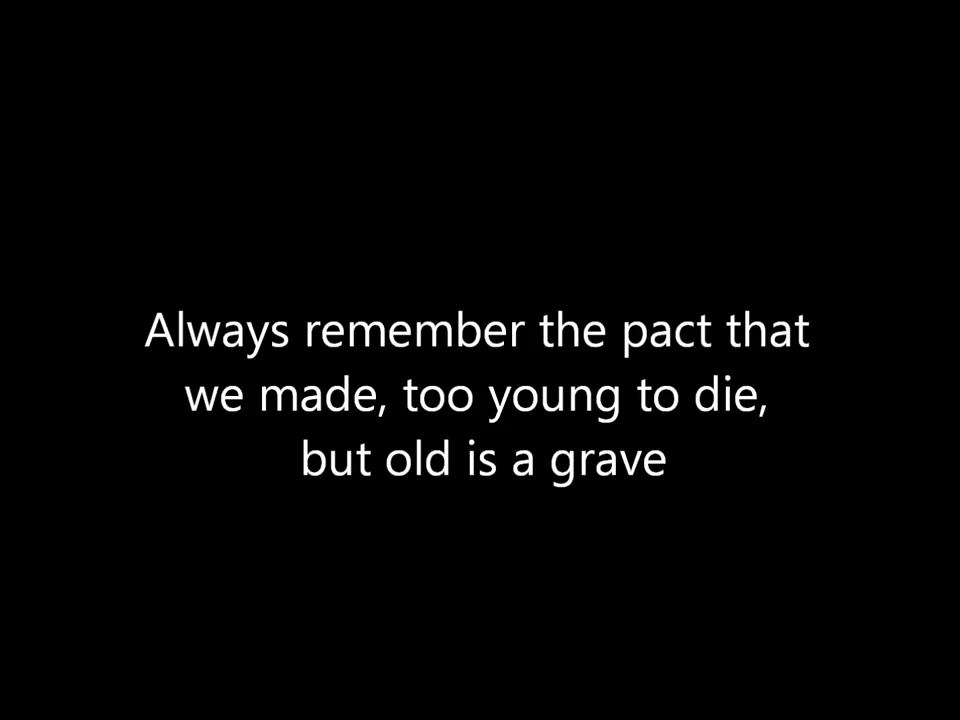 Always remember the pact that
we made, too young to die,
but old is a grave